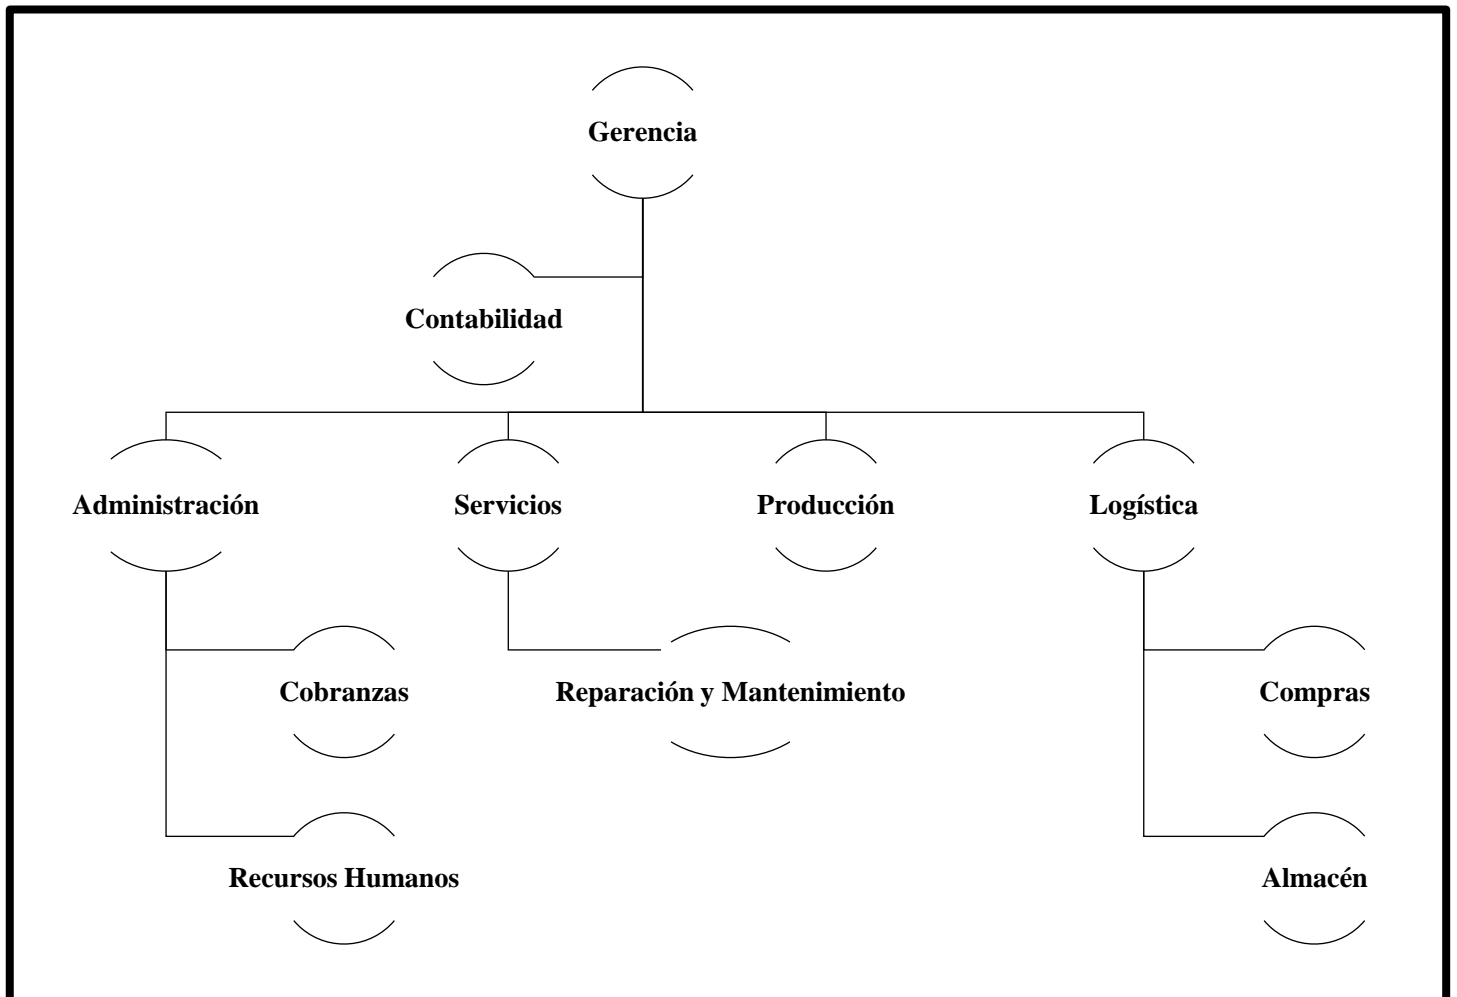 Gerencia
Contabilidad
Administración
Servicios
Producción
Logística
Cobranzas
Reparación y Mantenimiento
Compras
Recursos Humanos
Almacén